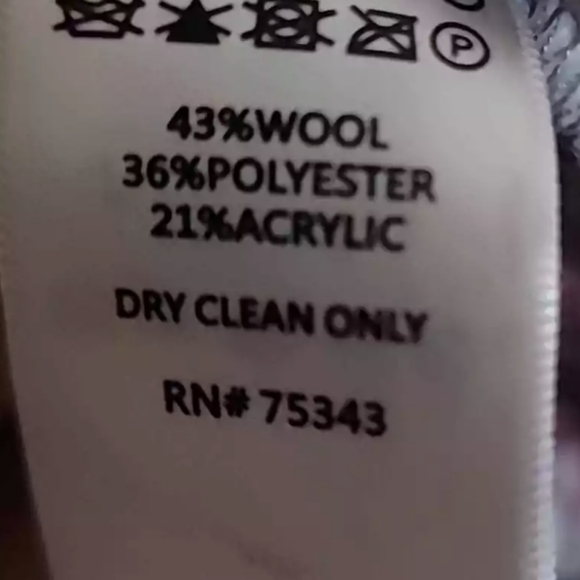 P
43%WOOL
36%POLYESTER
21%ACRYLIC
DRY CLEAN ONLY
RN# 75343